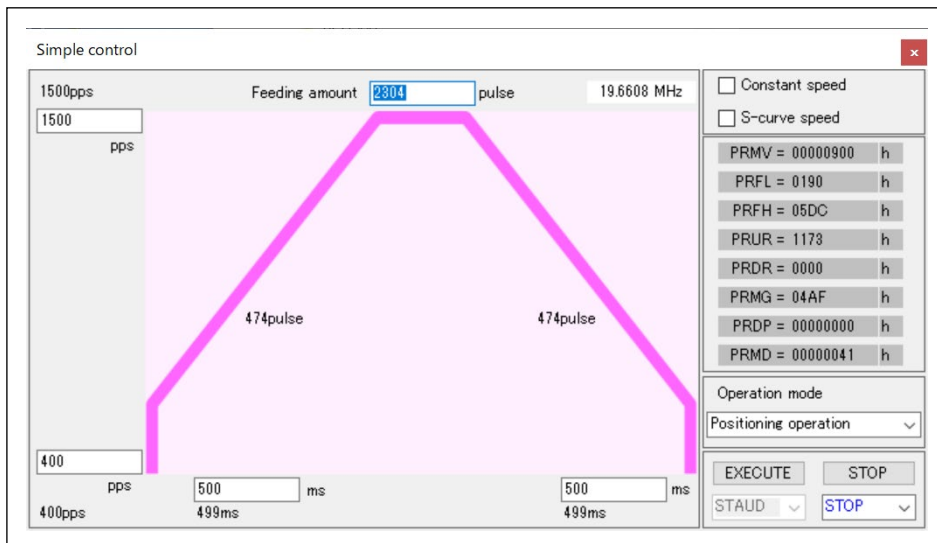 Simple control
x
1500pps
Feeding amount 2304 pulse 19.6608 MHz
1500
pps
474pulse
474pulse
400
pps
400pps
500 ms
499ms
500 ms
499ms
Constant speed
S-curve speed
PRMV = 00000900 h
PRFL = 0190 h
PRFH = 05DC h
PRUR = 1173 h
PRDR = 0000 h
PRMG = 04AF h
PRDP = 00000000 h
PRMD = 00000041 h
Operation mode
Positioning operation
EXECUTE STOP
STAUD STOP